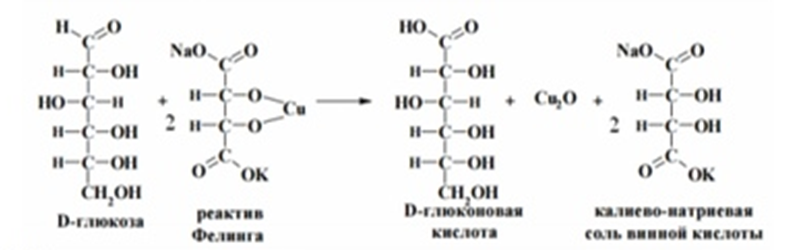 H O HO O
C NaO O C NaO O
H–C–OH C H–C–OH C
HO–C–H + H–C–O HO–C–H + Cu₂O + H–C–OH
H–C–OH 2 H–C–O Cu H–C–OH 2 H–C–OH
H–C–OH C H–C–OH C
CH₂OH O OK CH₂OH O OK
D-глюкоза реактив Фелинга
D-глюконовая кислота
калиево-натриевая соль винной кислоты